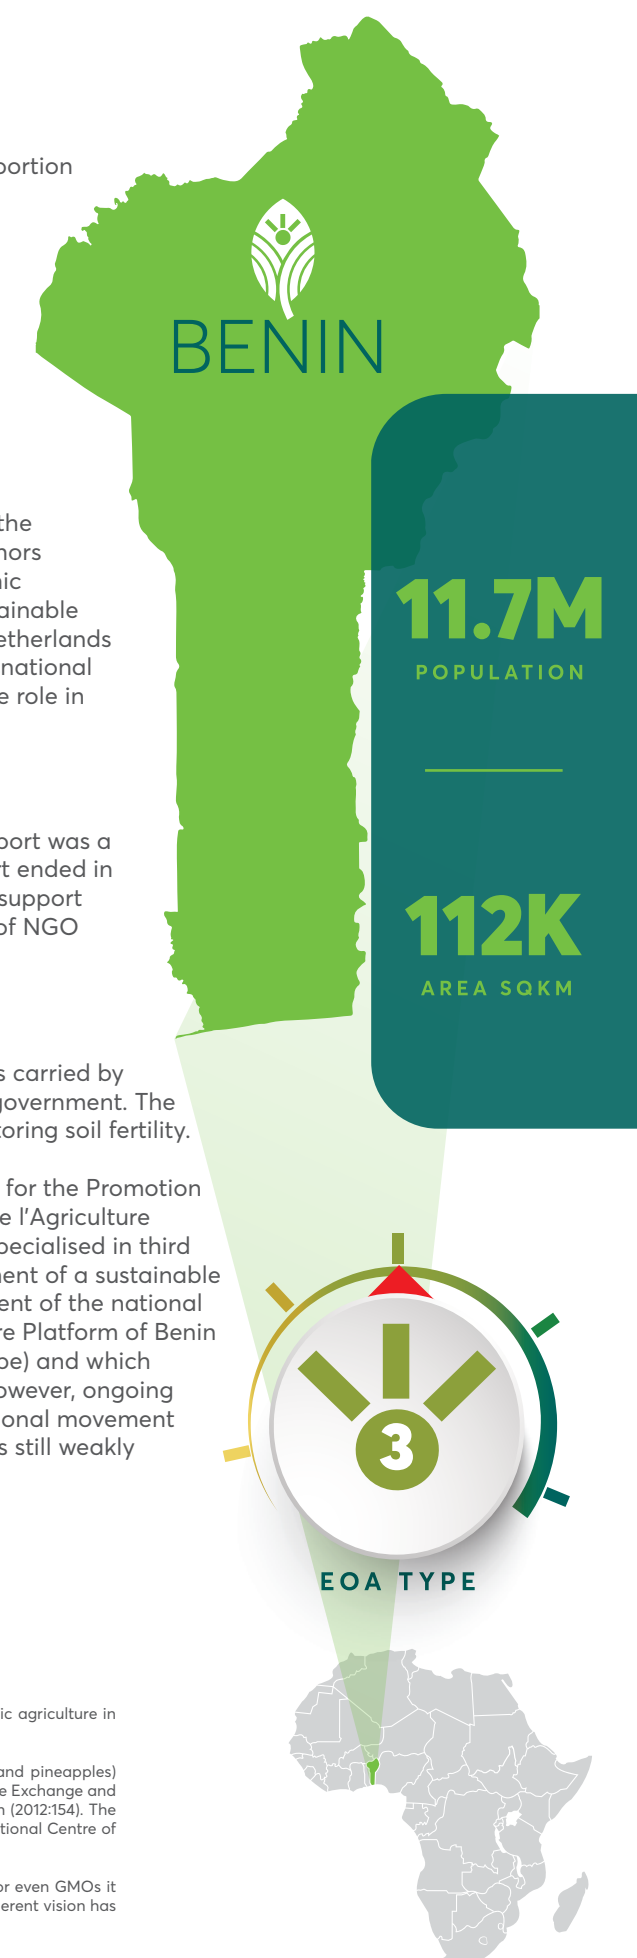 portion
BENIN
the
nors
nic
ainable
etherlands
national
e role in
11.7M
POPULATION
port was a
rt ended in
support
of NGO
112K
AREA SQKM
s carried by
government. The
toring soil fertility.
for the Promotion
e l'Agriculture
pecialised in third
nent of a sustainable
ent of the national
re Platform of Benin
pe) and which
owever, ongoing
ional movement
s still weakly
3
EOA TYPE
ic agriculture in
and pineapples)
e Exchange and
n (2012:154). The
tional Centre of
or even GMOs it
erent vision has